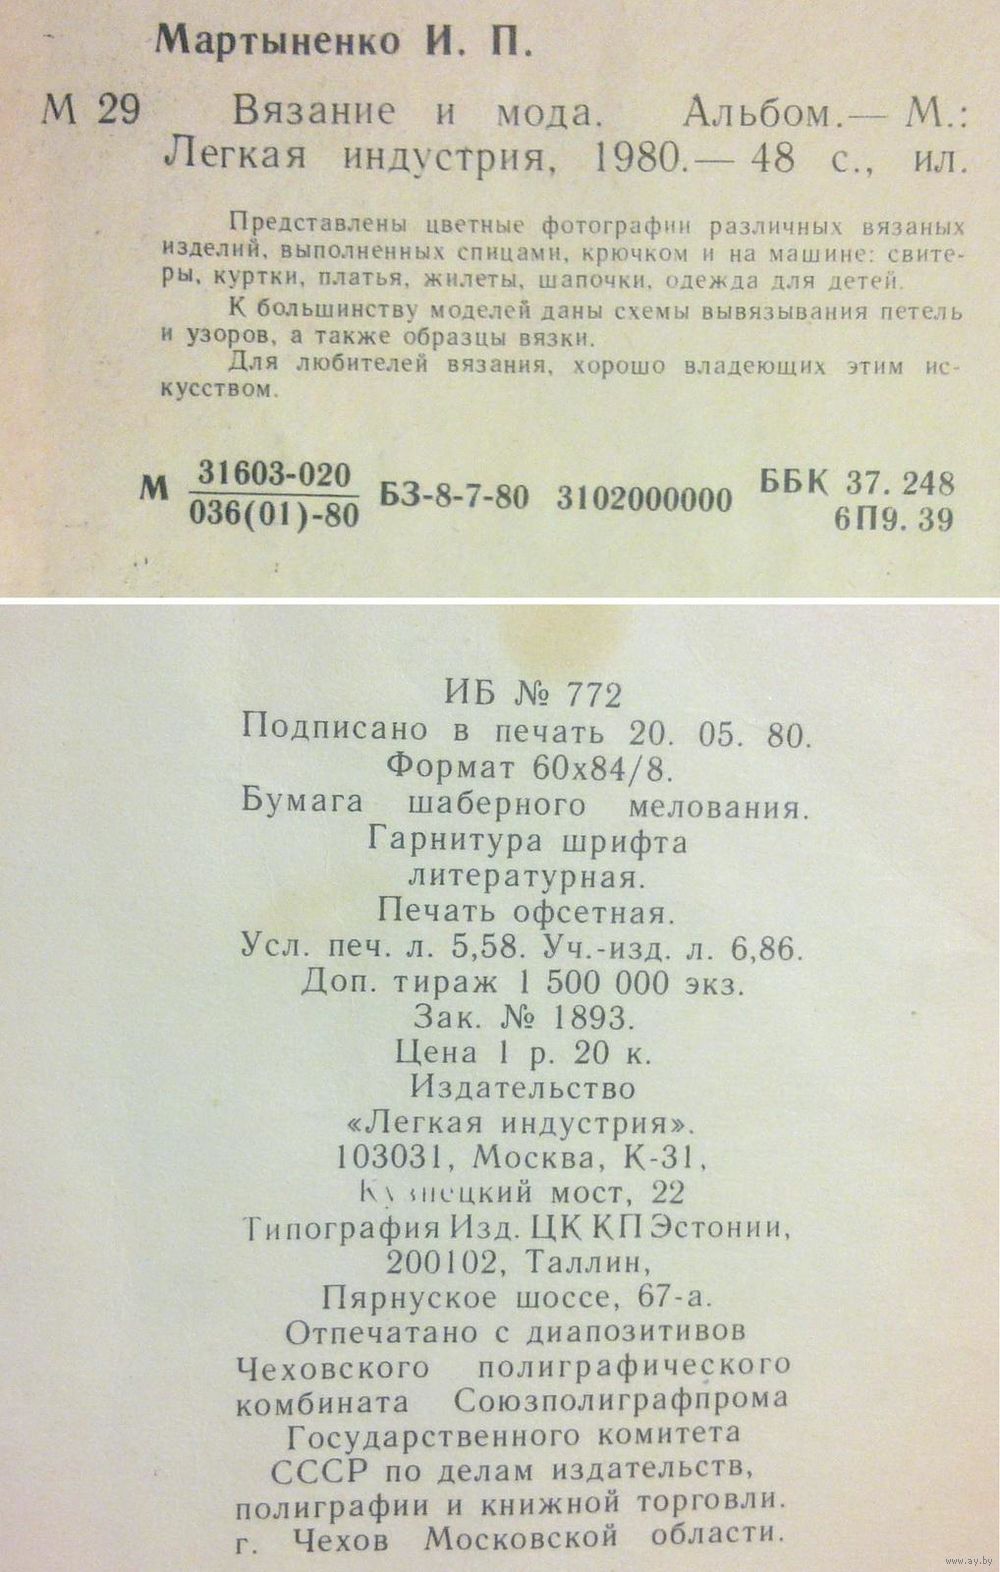 Мартыненко И. П.
М 29 Вязание и мода. Альбом.— М.:
Легкая индустрия, 1980.— 48 с., ил.
Представлены цветные фотографии различных вязаных
изделий, выполненных спицами, крючком и на машине: свите-
ры, куртки, платья, жилеты, шапочки, одежда для детей.
К большинству моделей даны схемы вывязывания петель
и узоров, а также образцы вязки.
Для любителей вязания, хорошо владеющих этим ис-
кусством.
М 31603-020 БЗ-8-7-80 3102000000 ББК 37. 248
036(01)-80 6П9. 39
ИБ № 772
Подписано в печать 20. 05. 80.
Формат 60х84/8.
Бумага шаберного мелования.
Гарнитура шрифта
литературная.
Печать офсетная.
Усл. печ. л. 5,58. Уч.-изд. л. 6,86.
Доп. тираж 1 500 000 экз.
Зак. № 1893.
Цена 1 р. 20 к.
Издательство
«Легкая индустрия».
103031, Москва, К-31,
Кузнецкий мост, 22
Типография Изд. ЦК КП Эстонии,
200102, Таллин,
Пярнуское шоссе, 67-а.
Отпечатано с диапозитивов
Чеховского полиграфического
комбината Союзполиграфпрома
Государственного комитета
СССР по делам издательств,
полиграфии и книжной торговли.
г. Чехов Московской области.
www.ay.by